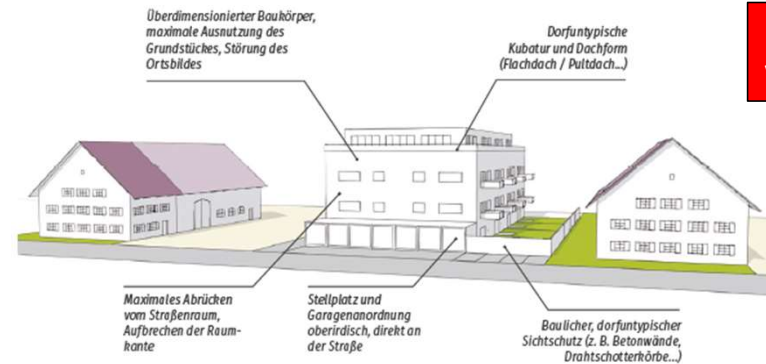 Überdimensionierter Baukörper,
maximale Ausnutzung des
Grundstückes, Störung des
Ortsbildes
Dorfuntypische
Kubatur und Dachform
(Flachdach / Pultdach...)
Maximales Abrücken
vom Straßenraum,
Aufbrechen der Raum-
kante
Stellplatz und
Garagenanordnung
oberirdisch, direkt an
der Straße
Baulicher, dorfuntypischer
Sichtschutz (z. B. Betonwände,
Drahtschotterkörbe...)